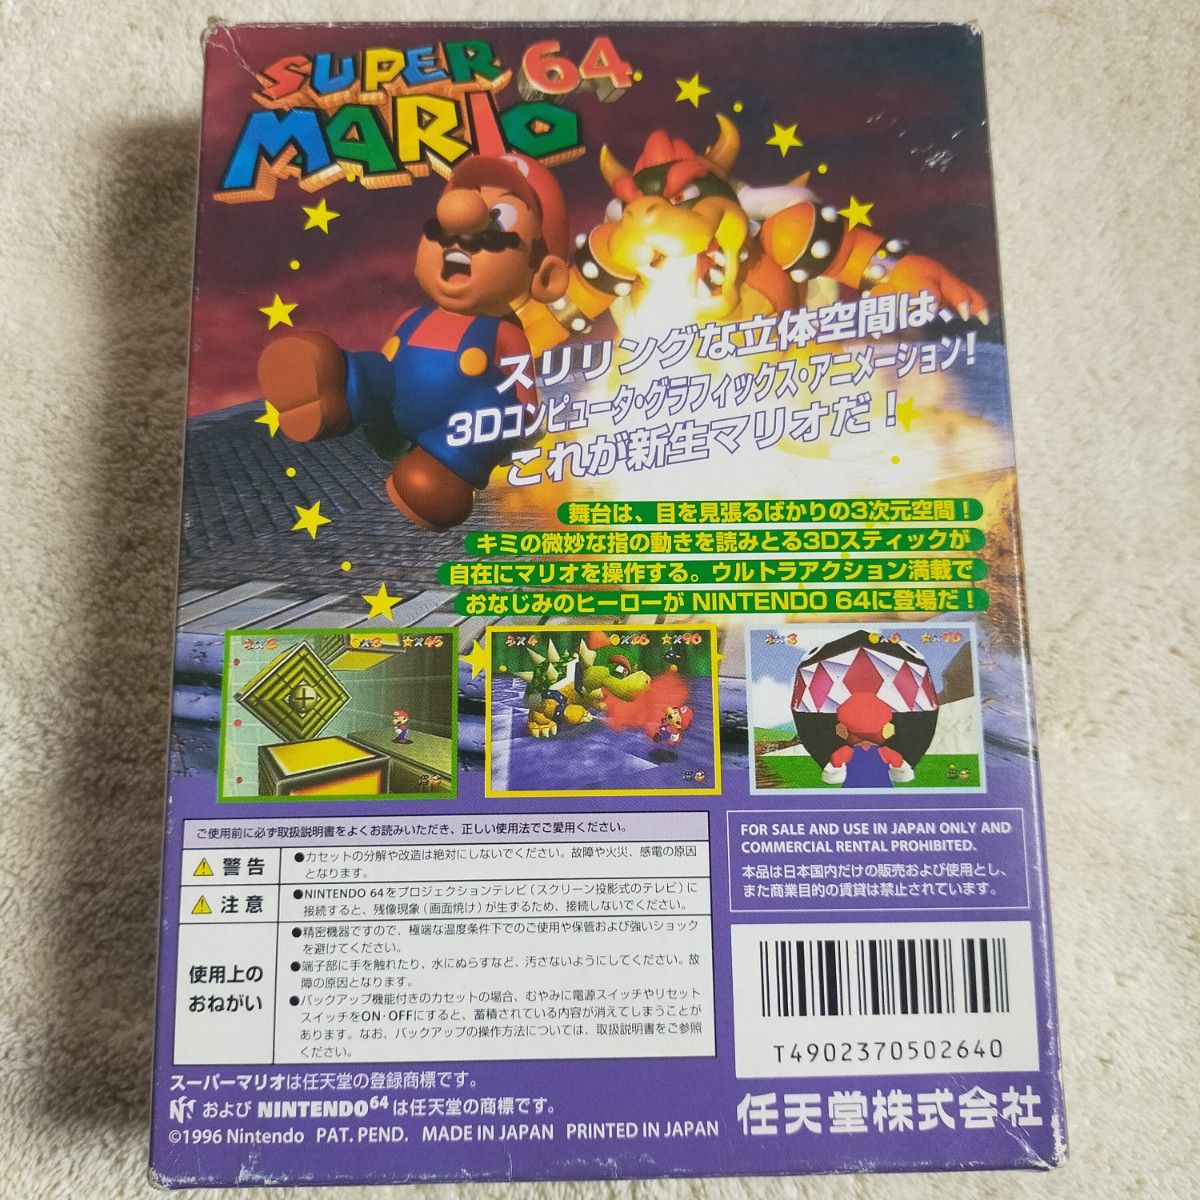 SUPER
MARIO 64
スリリングな立体空間は、
3Dコンピュータ・グラフィックス・アニメーション!
これが新生マリオだ!
舞台は、目を見張るばかりの3次元空間!
キミの微妙な指の動きを読みとる3Dスティックが
自在にマリオを操作する。ウルトラアクション満載で
おなじみのヒーローが NINTENDO 64に登場だ!
×45
×4 ×26 ×90
×3
ご使用前に必ず取扱説明書をよくお読みいただき、正しい使用法でご愛用ください。
警告
●カセットの分解や改造は絶対にしないでください。故障や火災、感電の原因
となります。
注意
●NINTENDO 64をプロジェクションテレビ(スクリーン投影式のテレビ)に
接続すると、残像現象(画面焼け)が生ずるため、接続しないでください。
使用上の
おねがい
●精密機器ですので、極端な温度条件下でのご使用や保管および強いショック
を避けてください。
●端子部に手を触れたり、水にぬらすなど、汚さないようにしてください。故
障の原因となります。
●バックアップ機能付きのカセットの場合、むやみに電源スイッチやリセット
スイッチをON・OFFにすると、蓄積されている内容が消えてしまうことが
あります。なお、バックアップの操作方法については、取扱説明書をご参照
ください。
FOR SALE AND USE IN JAPAN ONLY AND
COMMERCIAL RENTAL PROHIBITED.
本品は日本国内だけの販売および使用とし、
また商業目的の賃貸は禁止されています。
T4902370502640
スーパーマリオは任天堂の登録商標です。
および NINTENDO64 は任天堂の商標です。
©1996 Nintendo PAT. PEND. MADE IN JAPAN PRINTED IN JAPAN
任天堂株式会社